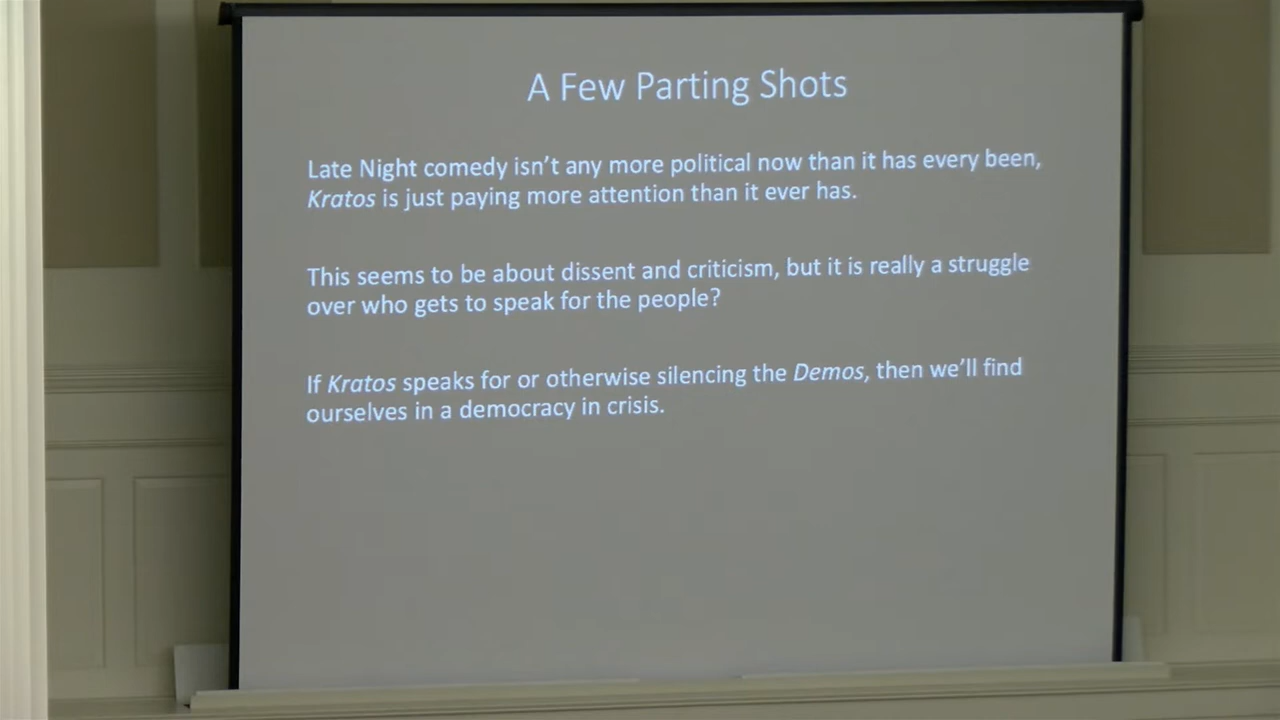 A Few Parting Shots
Late Night comedy isn't any more political now than it has every been,
Kratos is just paying more attention than it ever has.
This seems to be about dissent and criticism, but it is really a struggle
over who gets to speak for the people?
If Kratos speaks for or otherwise silencing the Demos, then we'll find
ourselves in a democracy in crisis.